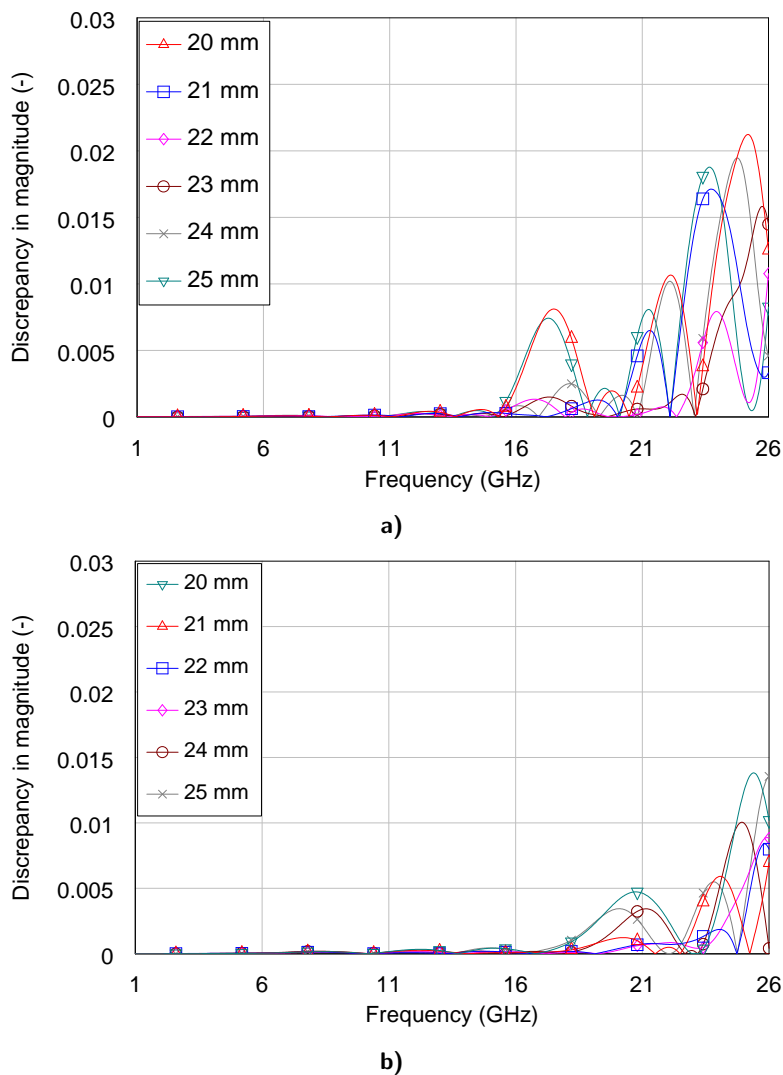 0.03
0.025
0.02
0.015
0.01
0.005
0
Discrepancy in magnitude (-)
20 mm
21 mm
22 mm
23 mm
24 mm
25 mm
1 6 11 16 21 26
Frequency (GHz)
a)
0.03
0.025
0.02
0.015
0.01
0.005
0
Discrepancy in magnitude (-)
20 mm
21 mm
22 mm
23 mm
24 mm
25 mm
1 6 11 16 21 26
Frequency (GHz)
b)